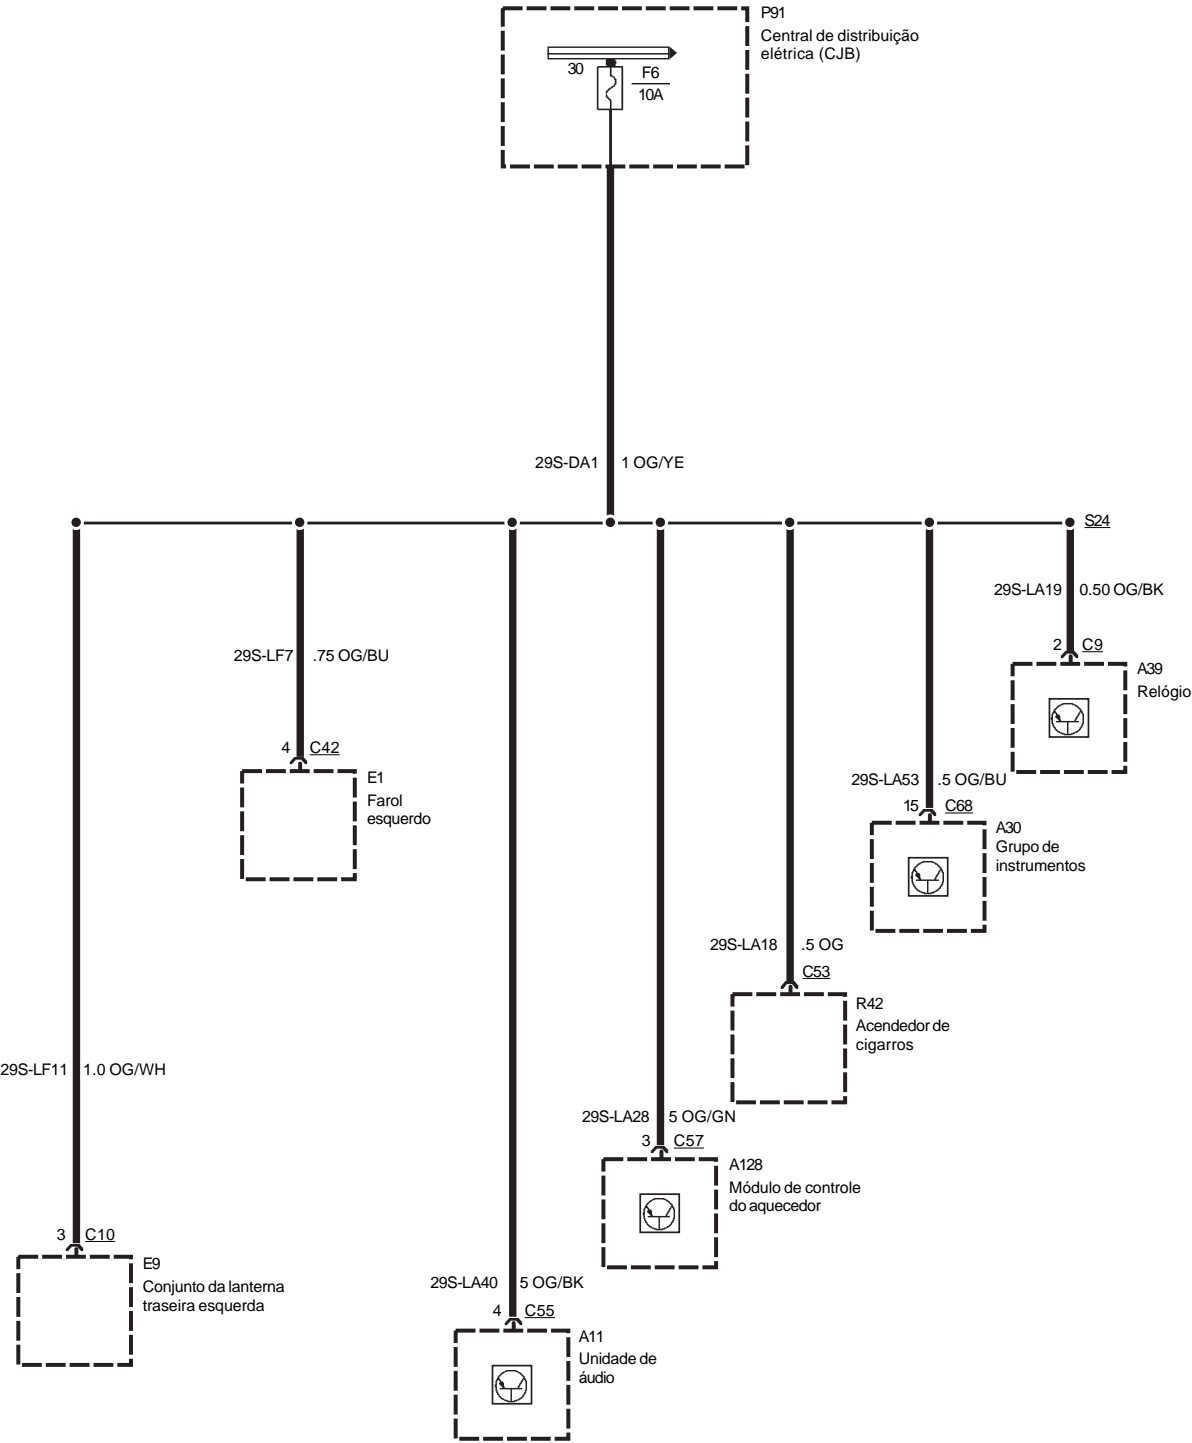 P91
Central de distribuição
elétrica (CJB)
30
F6
10A
29S-DA1 1 OG/YE
S24
29S-LA19 0.50 OG/BK
2 C9
A39
Relógio
29S-LF7 .75 OG/BU
4 C42
E1
Farol
esquerdo
29S-LA53 .5 OG/BU
15 C68
A30
Grupo de
instrumentos
29S-LA18 .5 OG
C53
R42
Acendedor de
cigarros
29S-LF11 1.0 OG/WH
29S-LA28 5 OG/GN
3 C57
A128
Módulo de controle
do aquecedor
3 C10
E9
Conjunto da lanterna
traseira esquerda
29S-LA40 5 OG/BK
4 C55
A11
Unidade de
áudio